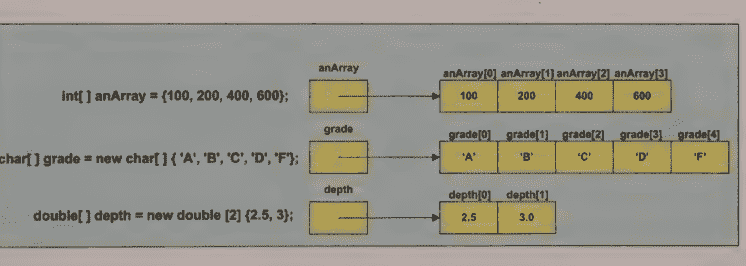 anArray
anArray[0] anArray[1] anArray[2] anArray[3]
int[ ] anArray = {100, 200, 400, 600};
100 200 400 600
grade
grade[0] grade[1] grade[2] grade[3] grade[4]
char[ ] grade = new char[ ] { 'A', 'B', 'C', 'D', 'F'};
'A' 'B' 'C' 'D' 'F'
depth
depth[0] depth[1]
double[ ] depth = new double [2] {2.5, 3};
2.5 3.0